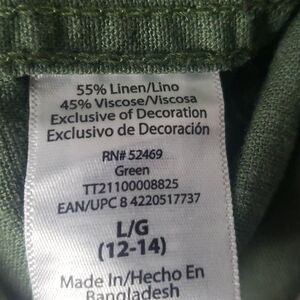 55% Linen/Lino
45% Viscose/Viscosa
Exclusive of Decoration
Exclusivo de Decoración
RN# 52469
Green
TT21100008825
EAN/UPC 8 4220517737
L/G
(12-14)
Made In/Hecho En
Bangladesh